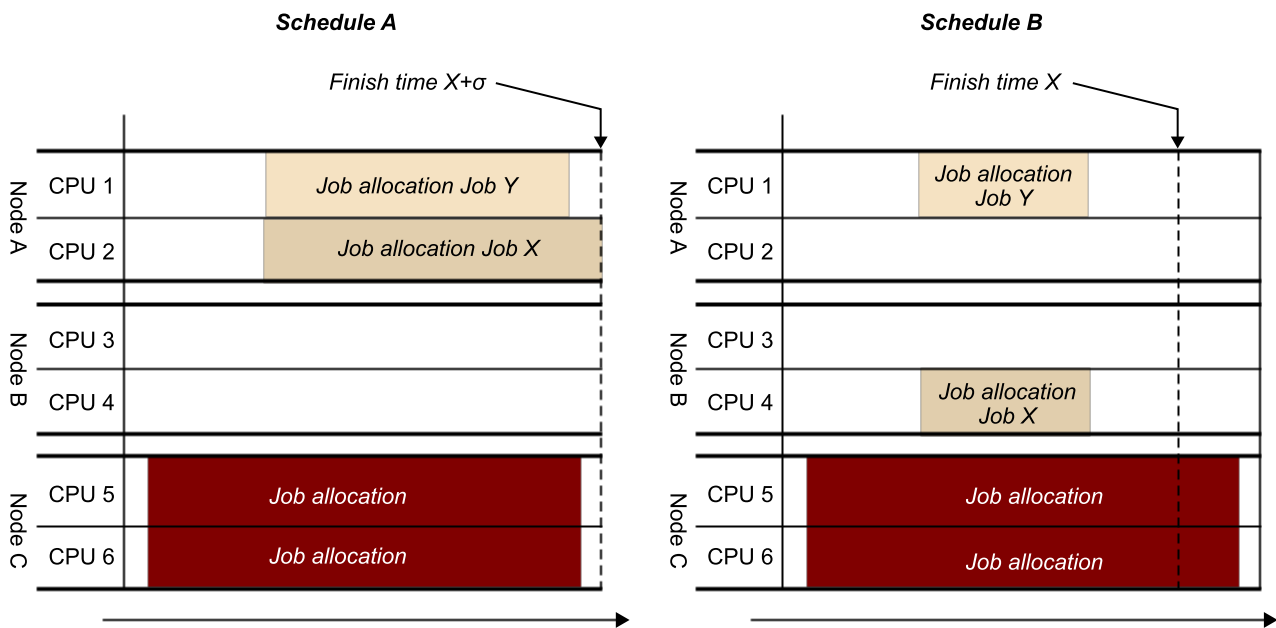 Schedule A
Finish time X+σ
Node A
CPU 1
Job allocation Job Y
CPU 2
Job allocation Job X
Node B
CPU 3
CPU 4
Node C
CPU 5
Job allocation
CPU 6
Job allocation
Schedule B
Finish time X
Node A
CPU 1
Job allocation
Job Y
CPU 2
Node B
CPU 3
CPU 4
Job allocation
Job X
Node C
CPU 5
Job allocation
CPU 6
Job allocation